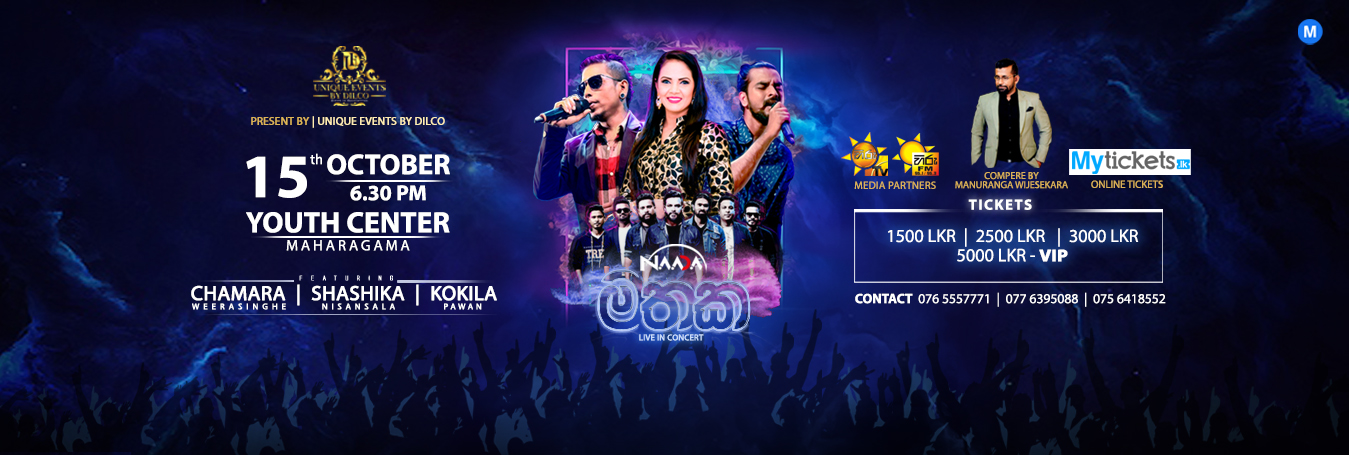 UNIQUE EVENTS
BY DILCO
PRESENT BY | UNIQUE EVENTS BY DILCO
15th OCTOBER
6.30 PM
YOUTH CENTER
MAHARAGAMA
FEATURING
CHAMARA | SHASHIKA | KOKILA
WEERASINGHE NISANSALA PAWAN
TRE
NAADA
මතක
LIVE IN CONCERT
හිරු TV
හිරු FM
MEDIA PARTNERS
COMPERE BY
MANURANGA WIJESEKARA
Mytickets.lk
ONLINE TICKETS
TICKETS
1500 LKR | 2500 LKR | 3000 LKR
5000 LKR - VIP
CONTACT 076 5557771 | 077 6395088 | 075 6418552
M